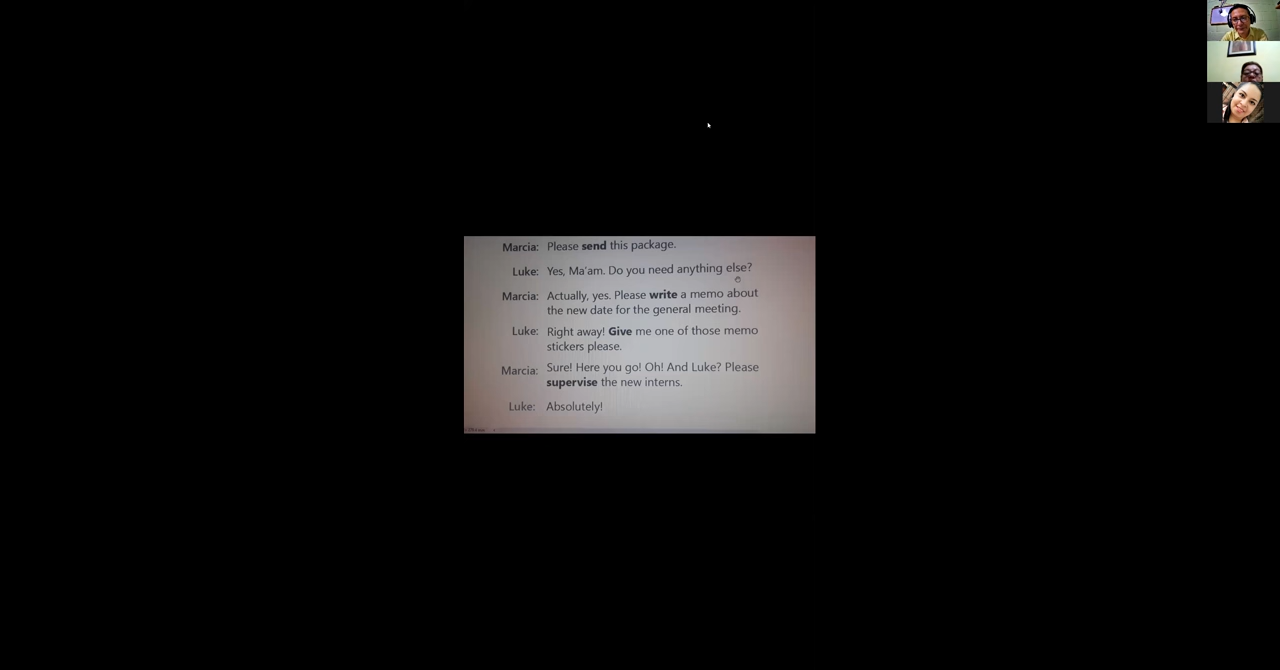 Marcia: Please send this package.
Luke: Yes, Ma'am. Do you need anything else?
Marcia: Actually, yes. Please write a memo about
the new date for the general meeting.
Luke: Right away! Give me one of those memo
stickers please.
Marcia: Sure! Here you go! Oh! And Luke? Please
supervise the new interns.
Luke: Absolutely!